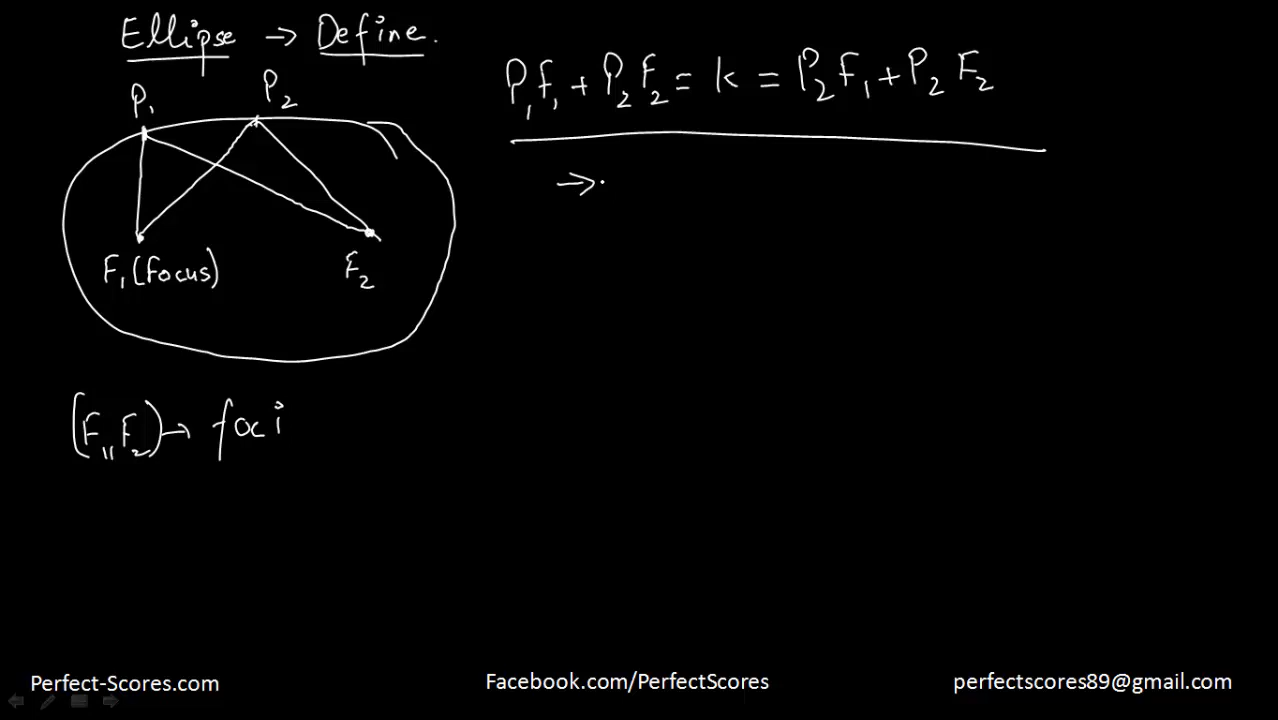 Ellipse → Define.
P₁ P₂
P₁F₁ + P₂F₂ = k = P₂F₁ + P₂F₂
→
F₁ (Focus) F₂
(F₁, F₂) → foci
Perfect-Scores.com Facebook.com/PerfectScores perfectscores89@gmail.com